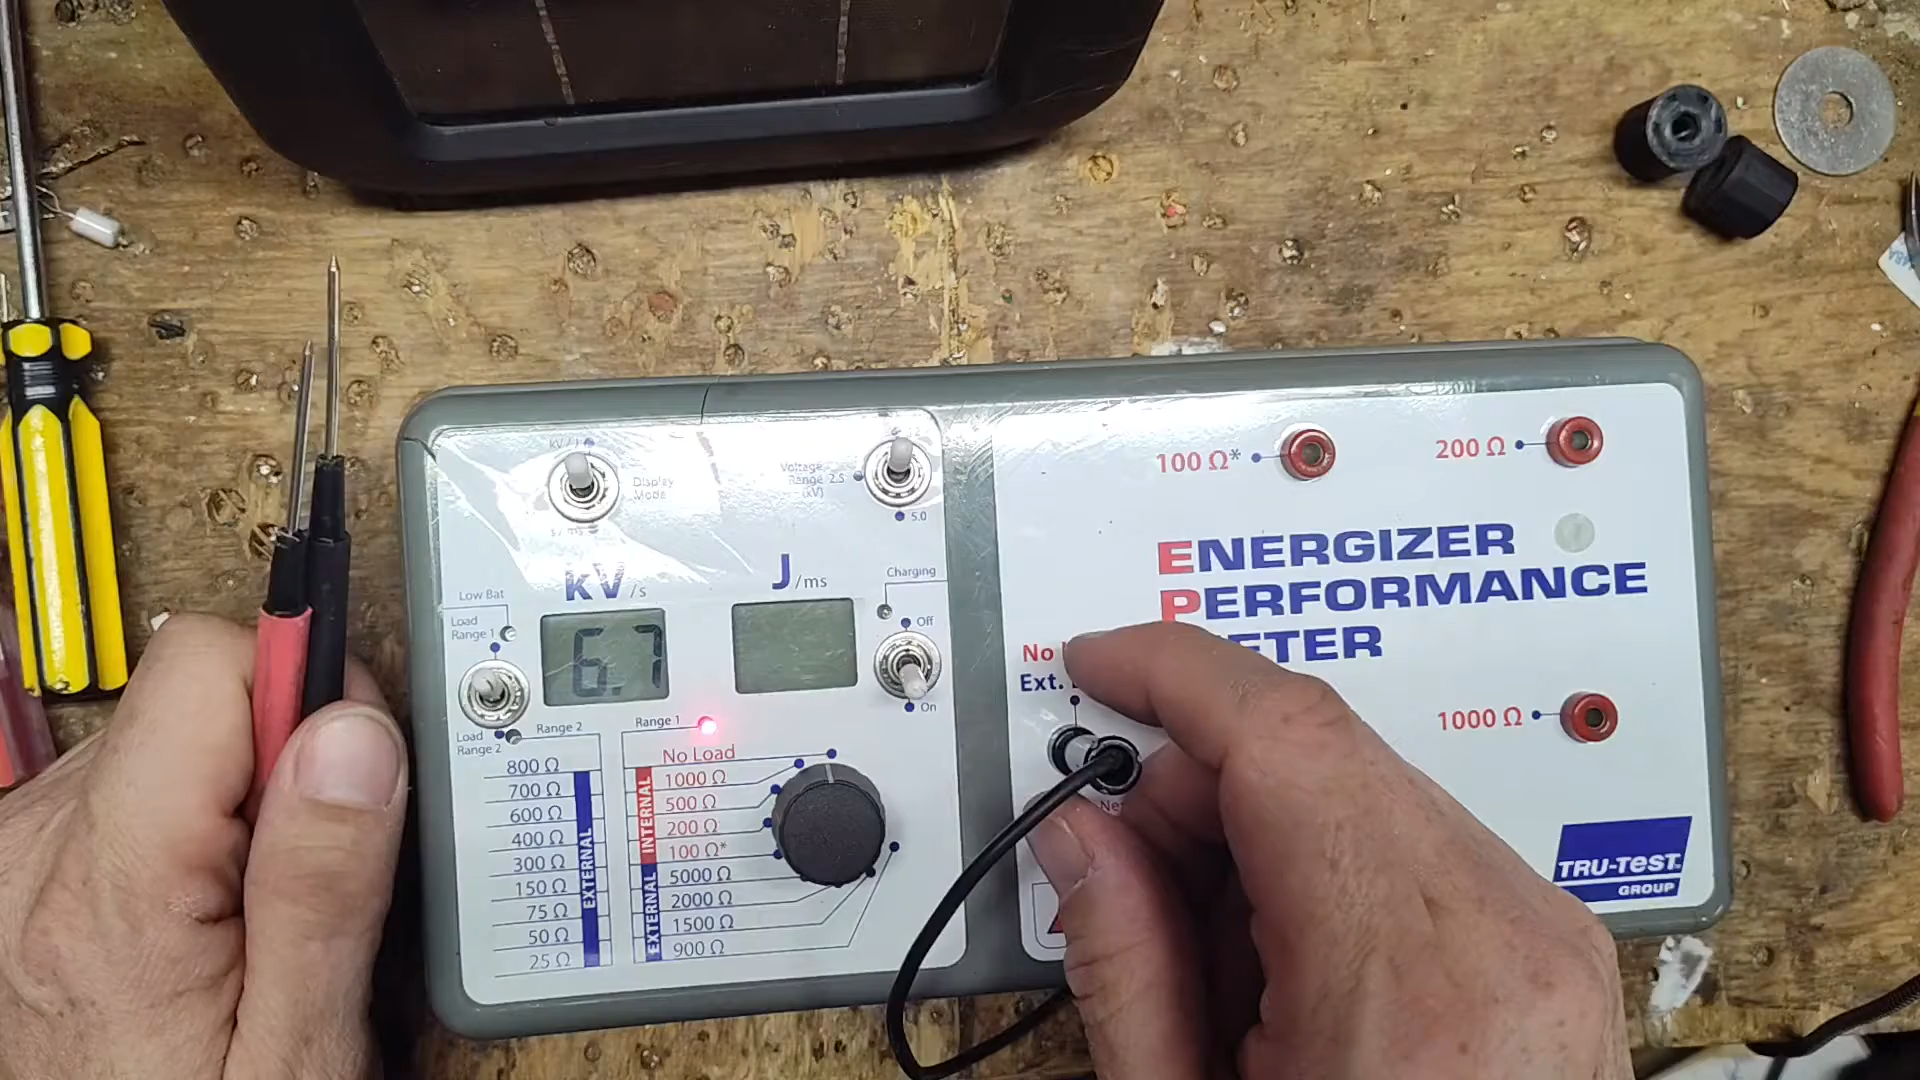 kV / J
Display
Mode
Voltage
Range 2.5
(kV)
5.0
kV/s
J/ms
Charging
Low Bat
Load
Range 1
6.7
Off
On
Load
Range 2
Range 2
Range 1
No Load
800 Ω
700 Ω
600 Ω
400 Ω
300 Ω
150 Ω
75 Ω
50 Ω
25 Ω
EXTERNAL
INTERNAL
EXTERNAL
1000 Ω
500 Ω
200 Ω
100 Ω*
5000 Ω
2000 Ω
1500 Ω
900 Ω
100 Ω*
200 Ω
ENERGIZER
PERFORMANCE
ETER
No
Ext.
1000 Ω
TRU-TEST
GROUP